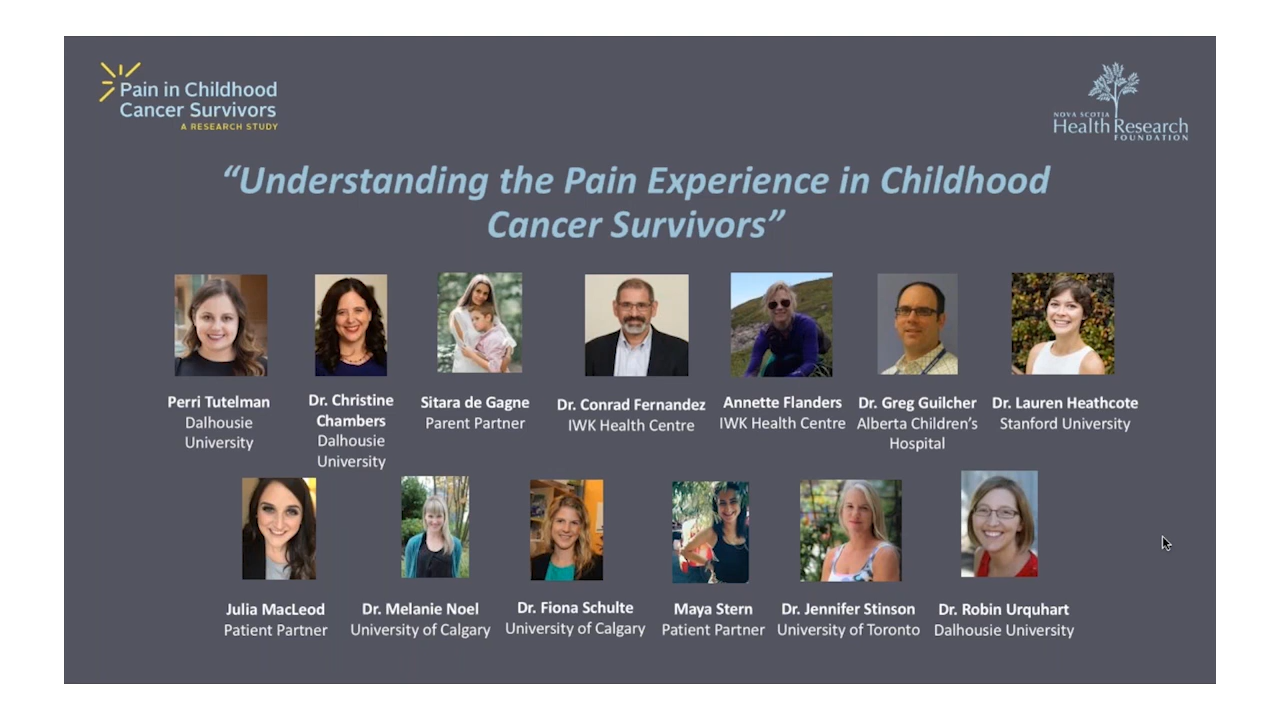 Pain in Childhood
Cancer Survivors
A RESEARCH STUDY
NOVA SCOTIA
Health Research
FOUNDATION
“Understanding the Pain Experience in Childhood
Cancer Survivors”
Perri Tutelman
Dalhousie
University
Dr. Christine
Chambers
Dalhousie
University
Sitara de Gagne
Parent Partner
Dr. Conrad Fernandez
IWK Health Centre
Annette Flanders
IWK Health Centre
Dr. Greg Guilcher
Alberta Children’s
Hospital
Dr. Lauren Heathcote
Stanford University
Julia MacLeod
Patient Partner
Dr. Melanie Noel
University of Calgary
Dr. Fiona Schulte
University of Calgary
Maya Stern
Patient Partner
Dr. Jennifer Stinson
University of Toronto
Dr. Robin Urquhart
Dalhousie University